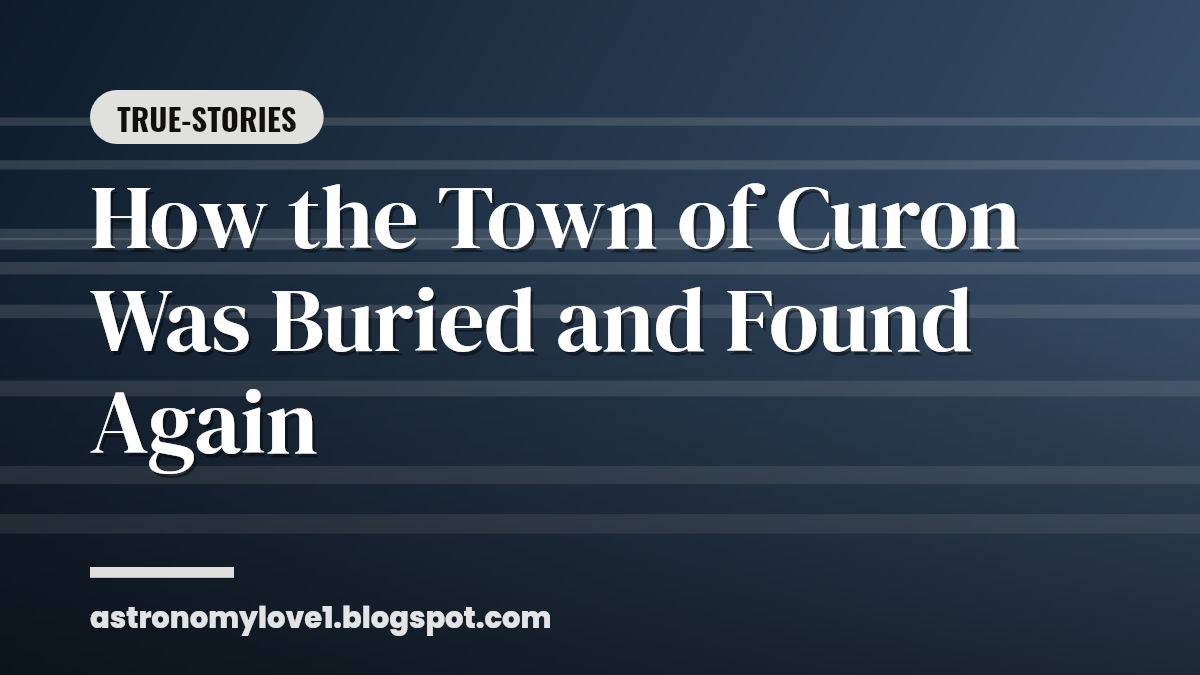 TRUE-STORIES
How the Town of Curon
Was Buried and Found
Again
astronomylove1.blogspot.com